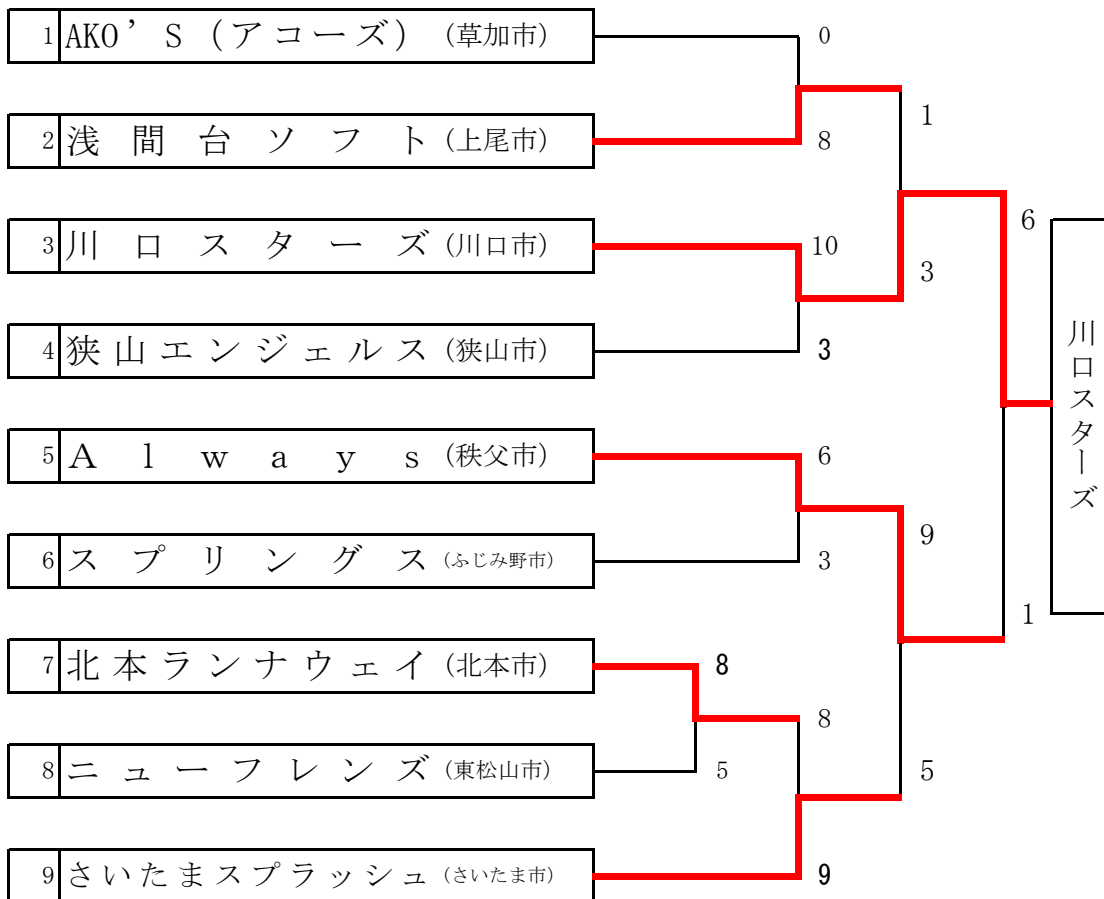 1 AKO’S（アコーズ）（草加市）
0
1
2 浅間台ソフト（上尾市）
8
6
3 川口スターズ（川口市）
10
3
4 狭山エンジェルス（狭山市）
3
川口スターズ
5 Ａｌｗａｙｓ（秩父市）
6
9
6 スプリングス（ふじみ野市）
3
1
7 北本ランナウェイ（北本市）
8
8
8 ニューフレンズ（東松山市）
5
5
9 さいたまスプラッシュ（さいたま市）
9